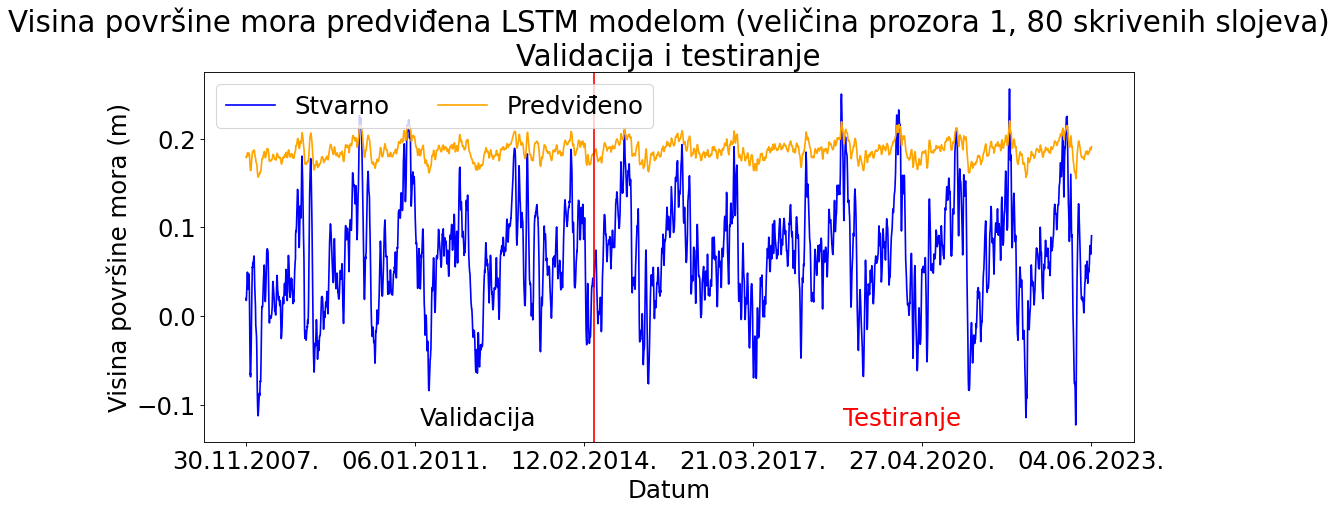 Visina površine mora predviđena LSTM modelom (veličina prozora 1, 80 skrivenih slojeva)
Validacija i testiranje
Stvarno
Predviđeno
Visina površine mora (m)
0.2
0.1
0.0
−0.1
Validacija
Testiranje
30.11.2007. 06.01.2011. 12.02.2014. 21.03.2017. 27.04.2020. 04.06.2023.
Datum